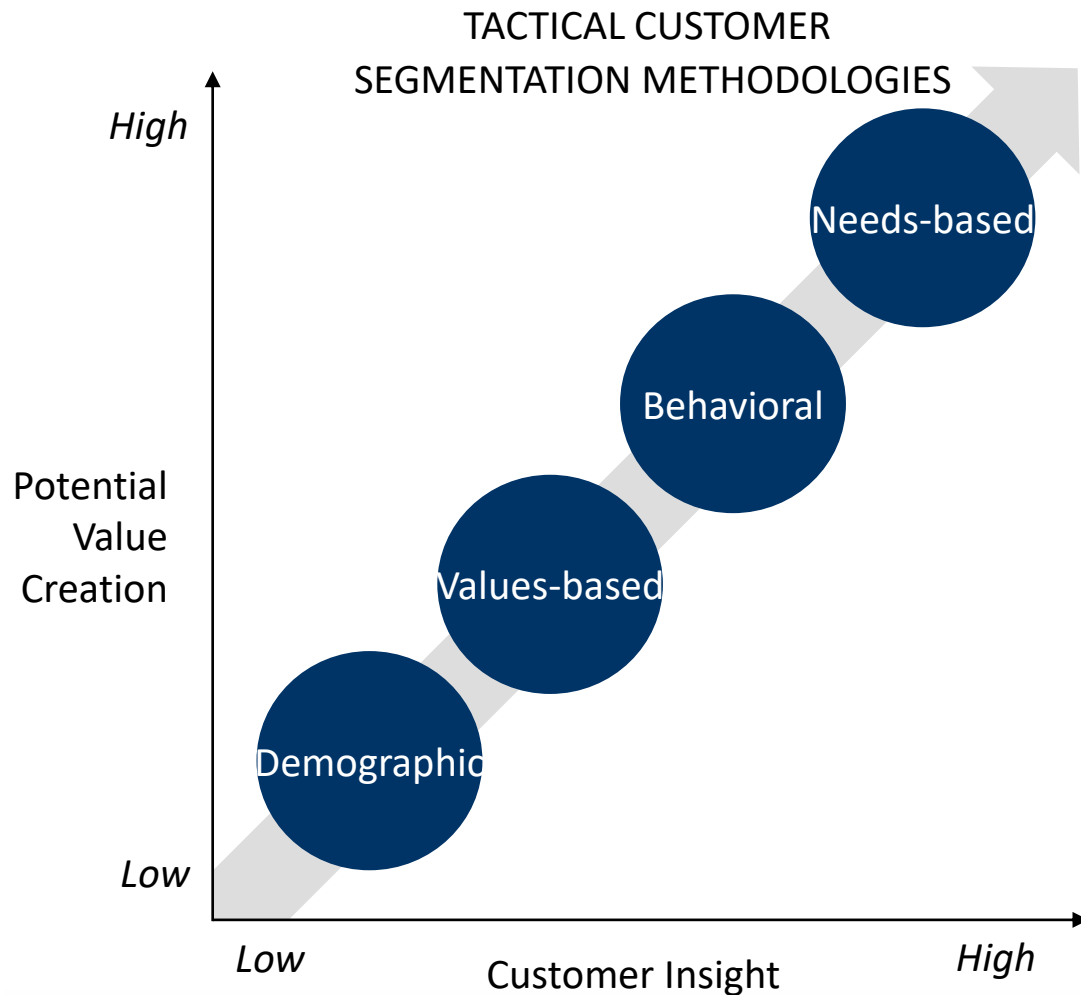 TACTICAL CUSTOMER
SEGMENTATION METHODOLOGIES
High
Needs-based
Behavioral
Potential
Value
Creation
Values-based
Demographic
Low
Low
Customer Insight
High